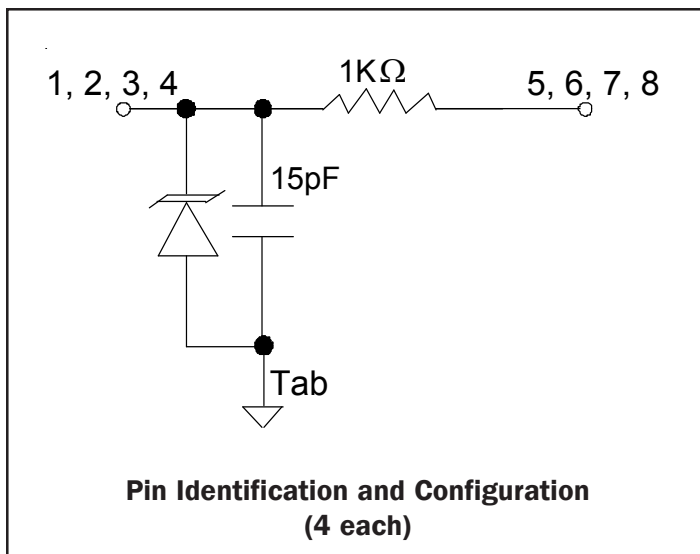 1KΩ
1, 2, 3, 4
5, 6, 7, 8
15pF
Tab
Pin Identification and Configuration
(4 each)